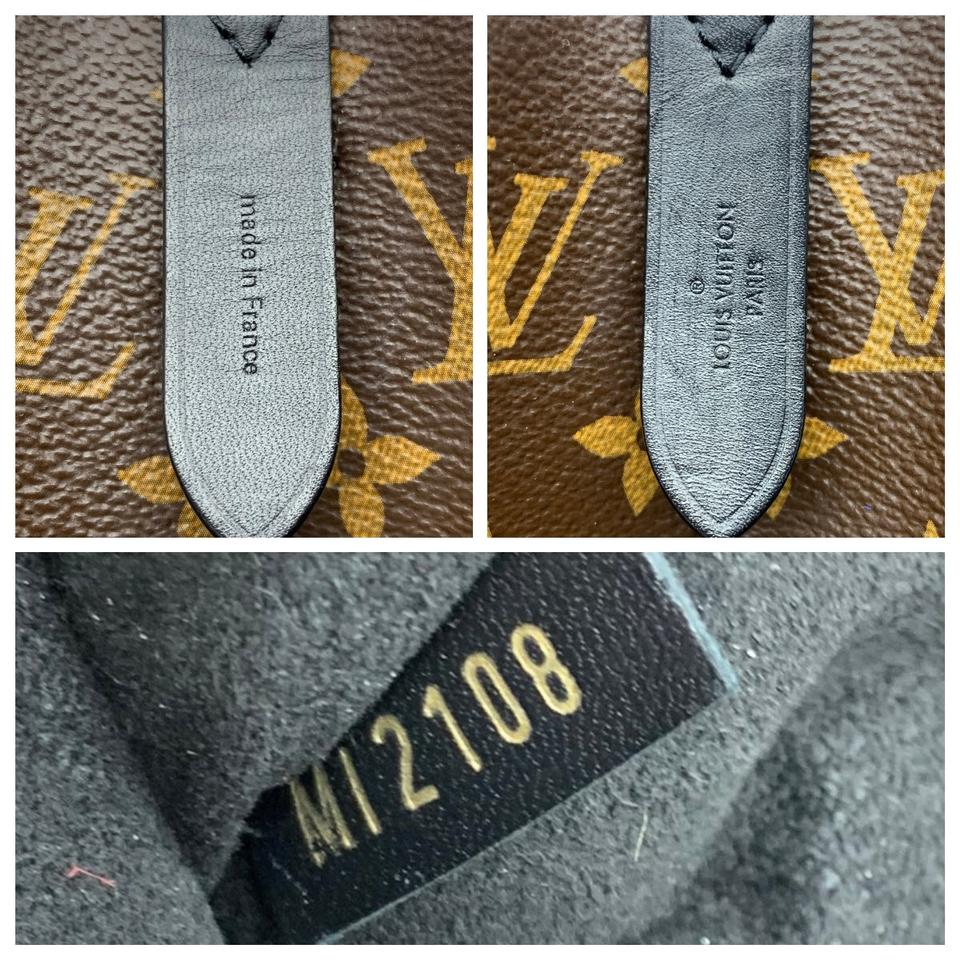 made in France
®
LOUIS VUITTON
PARIS
MI2108